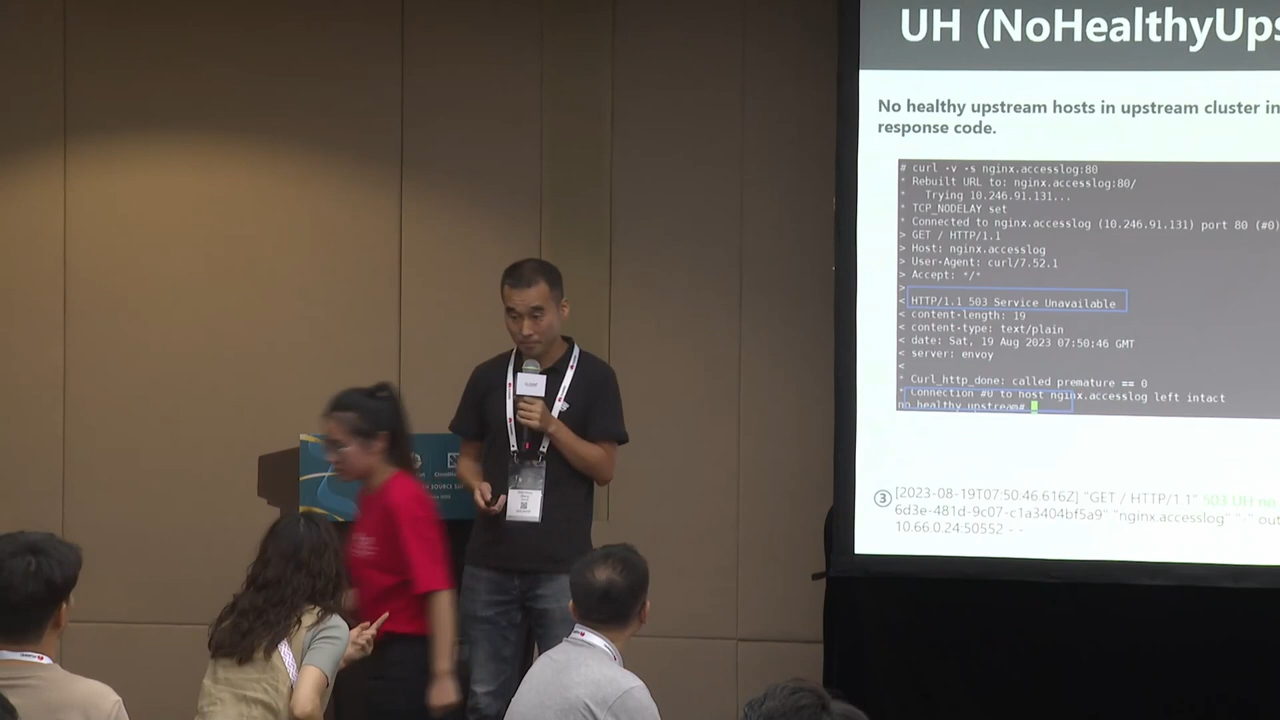 UH (NoHealthyUps
No healthy upstream hosts in upstream cluster in
response code.
# curl -v -s nginx.accesslog:80
* Rebuilt URL to: nginx.accesslog:80/
* Trying 10.246.91.131...
* TCP_NODELAY set
* Connected to nginx.accesslog (10.246.91.131) port 80 (#0)
> GET / HTTP/1.1
> Host: nginx.accesslog
> User-Agent: curl/7.52.1
> Accept: */*
>
< HTTP/1.1 503 Service Unavailable
< content-length: 19
< content-type: text/plain
< date: Sat, 19 Aug 2023 07:50:46 GMT
< server: envoy
<
* Curl_http_done: called premature == 0
* Connection #0 to host nginx.accesslog left intact
no healthy upstream#
③ [2023-08-19T07:50:46.616Z] "GET / HTTP/1.1" 503 UH no
6d3e-481d-9c07-c1a3404bf5a9" "nginx.accesslog" "-" out
10.66.0.24:50552 - -